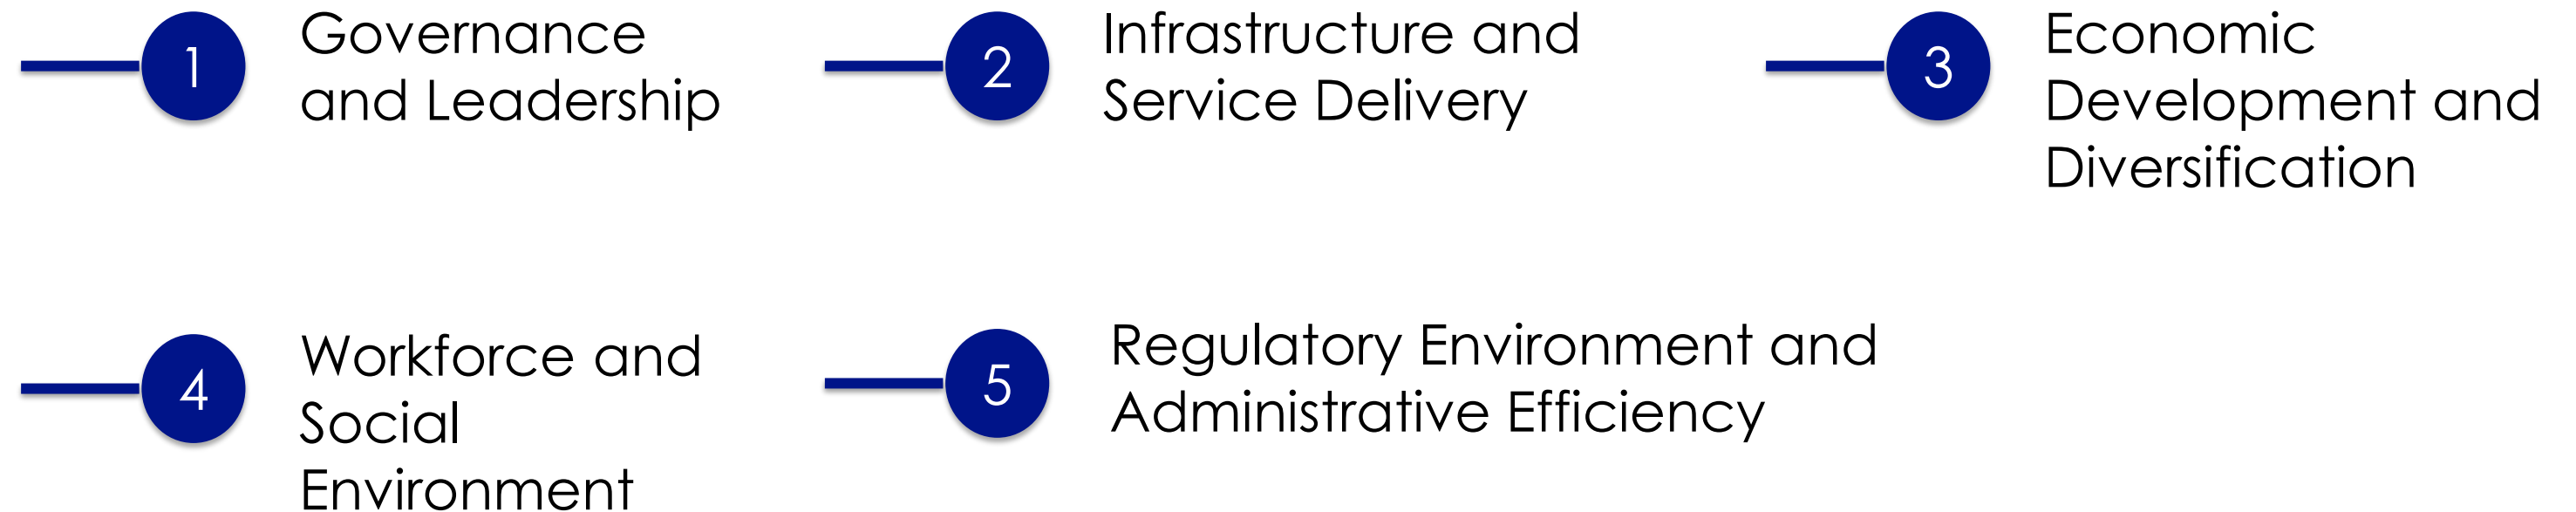 1
Governance
and Leadership
2
Infrastructure and
Service Delivery
3
Economic
Development and
Diversification
4
Workforce and
Social
Environment
5
Regulatory Environment and
Administrative Efficiency